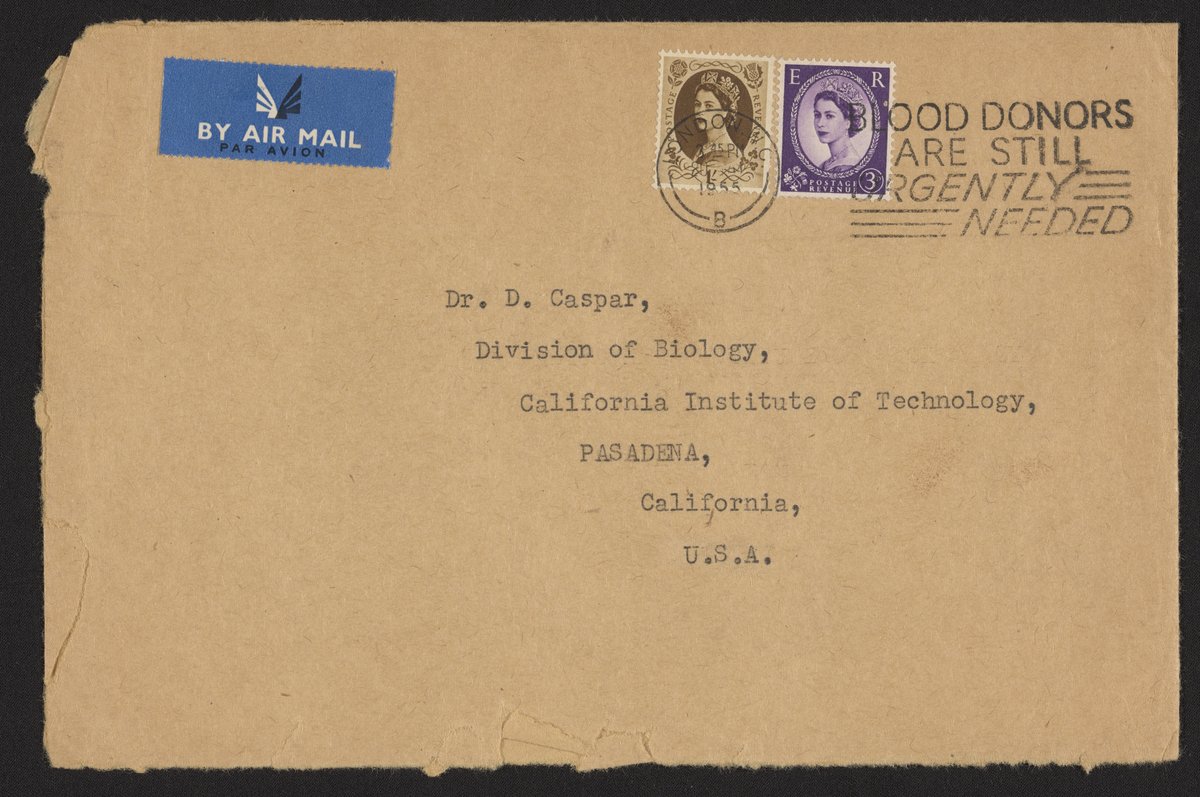 BY AIR MAIL
PAR AVION
POSTAGE REVENUE
E R
POSTAGE
REVENUE
3D
LONDON
1955
B
BLOOD DONORS
ARE STILL
URGENTLY
NEEDED
Dr. D. Caspar,
Division of Biology,
California Institute of Technology,
PASADENA,
California,
U.S.A.